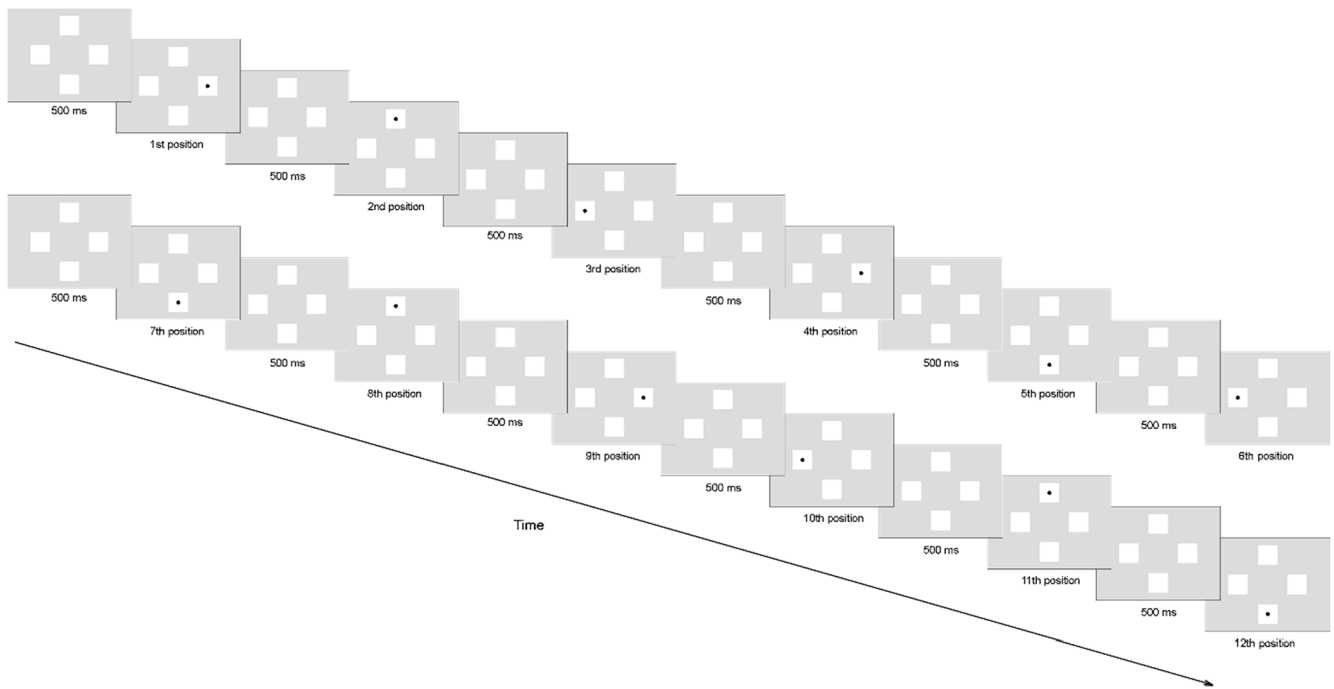 500 ms
1st position
500 ms
2nd position
500 ms
3rd position
500 ms
4th position
500 ms
5th position
500 ms
6th position
500 ms
7th position
500 ms
8th position
500 ms
9th position
500 ms
10th position
500 ms
11th position
500 ms
12th position
Time